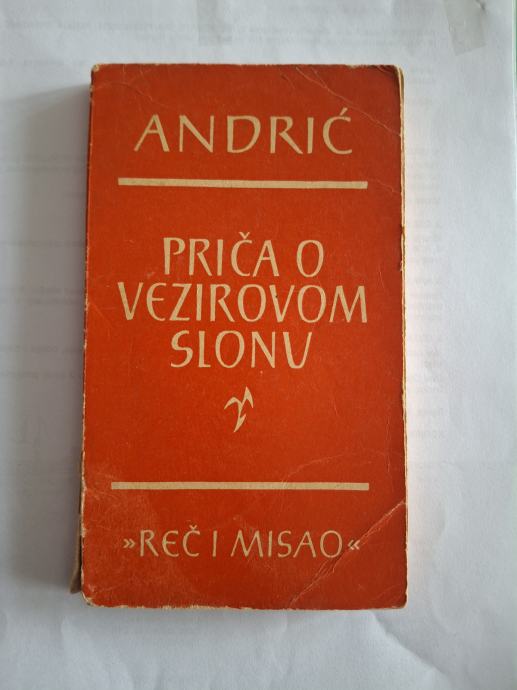 ANDRIĆ
PRIČA O
VEZIROVOM
SLONU
»REČ I MISAO«